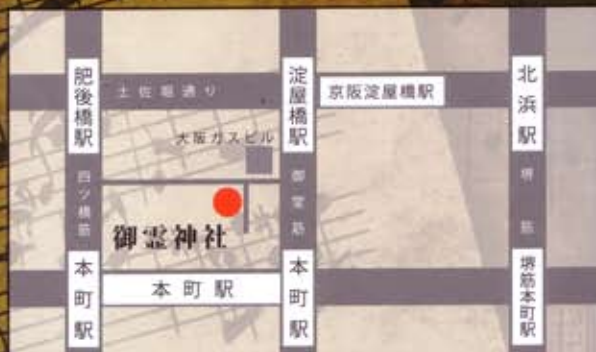 肥後橋駅
土佐堀通り
淀屋橋駅
京阪淀屋橋駅
北浜駅
大阪ガスビル
四ツ橋筋
御堂筋
堺筋
御霊神社
本町駅
本町駅
本町駅
堺筋本町駅